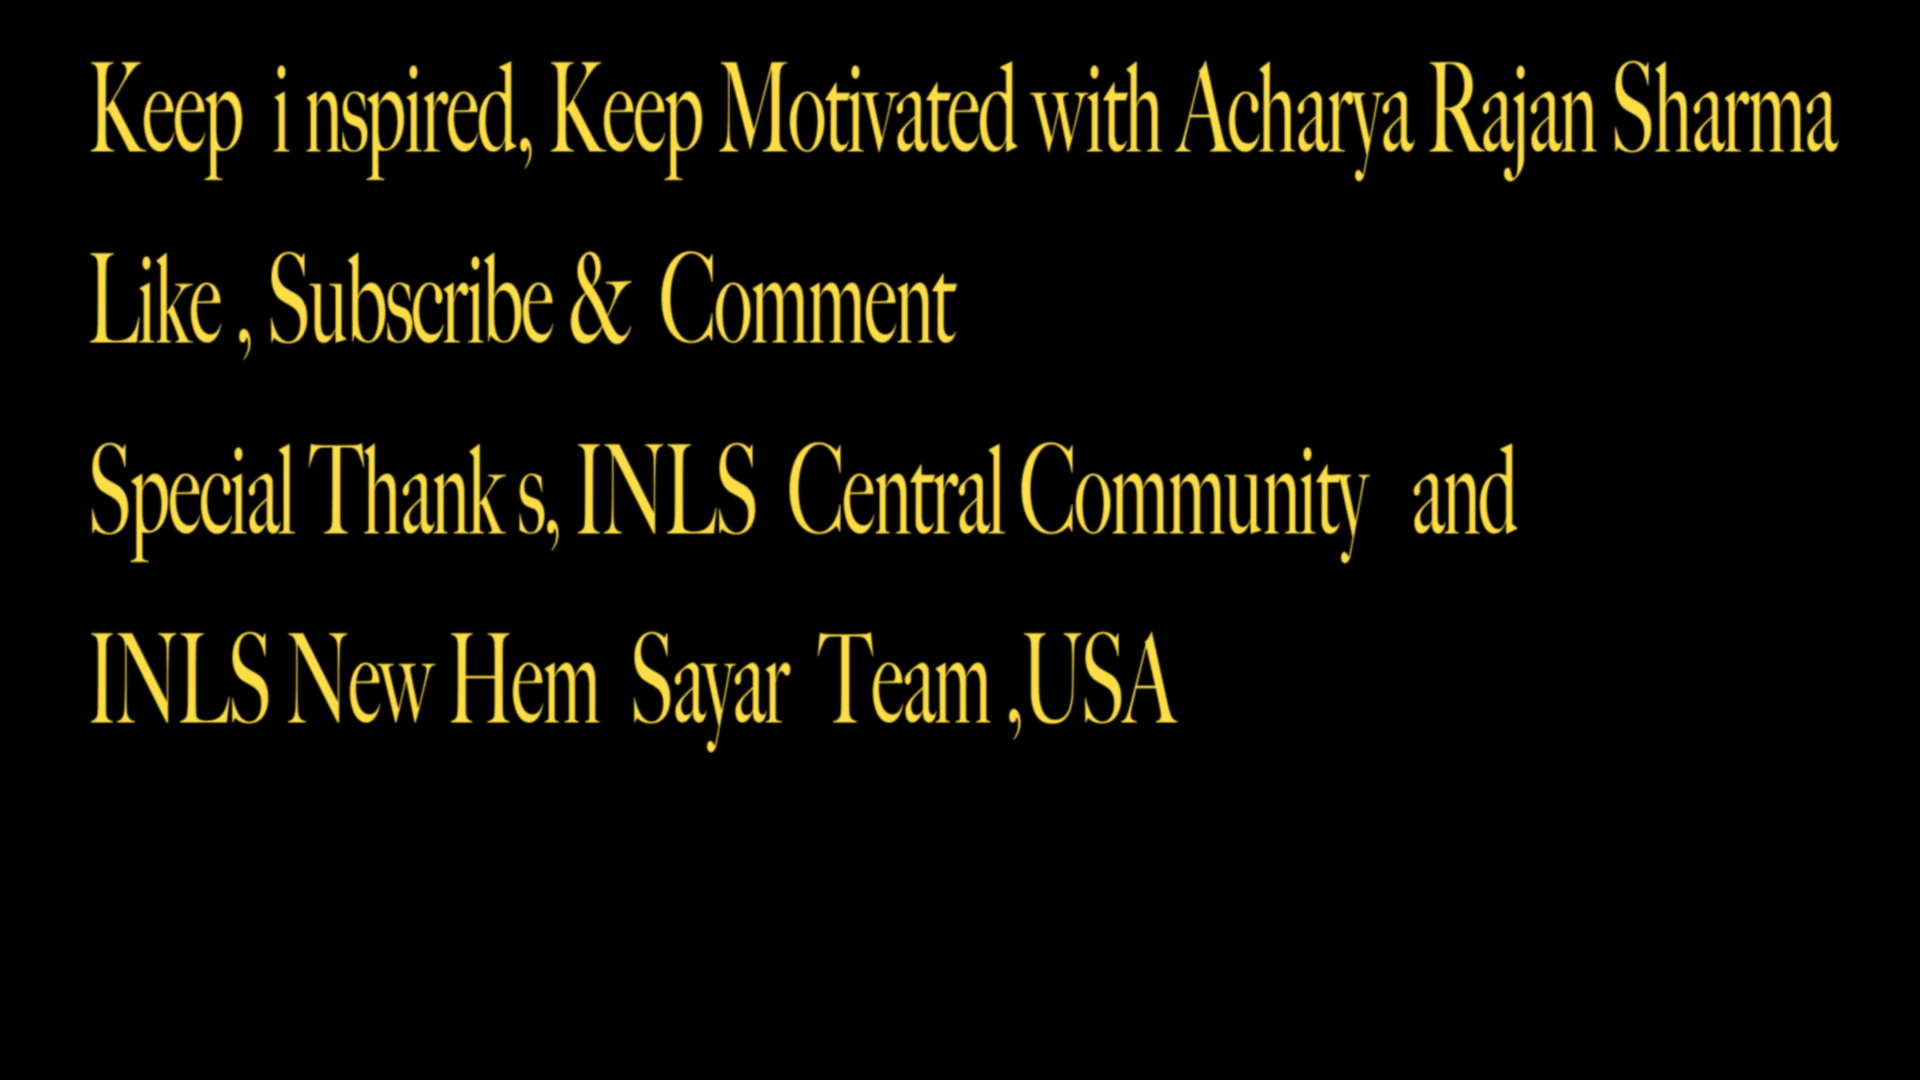 Keep i nspired, Keep Motivated with Acharya Rajan Sharma
Like , Subscribe & Comment
Special Thank s, INLS Central Community and
INLS New Hem Sayar Team ,USA